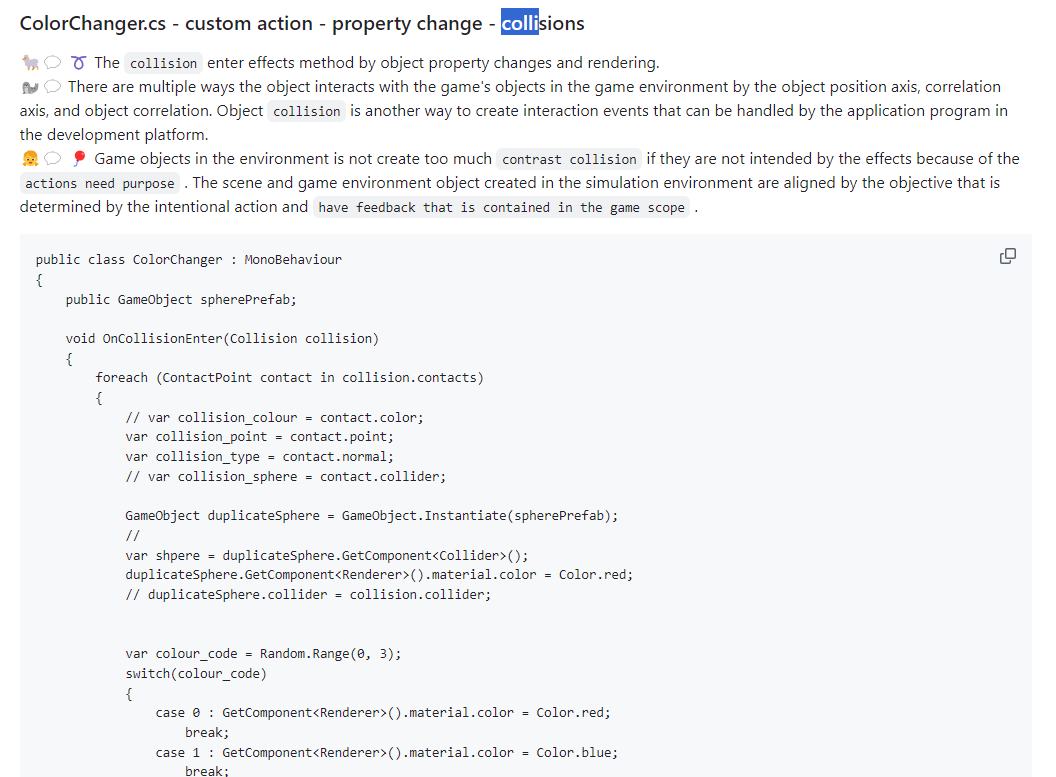 ColorChanger.cs - custom action - property change - collisions
🐐💬 ➰ The collision enter effects method by object property changes and rendering.
🦭💬 There are multiple ways the object interacts with the game's objects in the game environment by the object position axis, correlation
axis, and object correlation. Object collision is another way to create interaction events that can be handled by the application program in
the development platform.
👧💬 🎈 Game objects in the environment is not create too much contrast collision if they are not intended by the effects because of the
actions need purpose . The scene and game environment object created in the simulation environment are aligned by the objective that is
determined by the intentional action and have feedback that is contained in the game scope .
public class ColorChanger : MonoBehaviour
{
    public GameObject spherePrefab;

    void OnCollisionEnter(Collision collision)
    {
        foreach (ContactPoint contact in collision.contacts)
        {
            // var collision_colour = contact.color;
            var collision_point = contact.point;
            var collision_type = contact.normal;
            // var collision_sphere = contact.collider;

            GameObject duplicateSphere = GameObject.Instantiate(spherePrefab);
            //
            var shpere = duplicateSphere.GetComponent<Collider>();
            duplicateSphere.GetComponent<Renderer>().material.color = Color.red;
            // duplicateSphere.collider = collision.collider;

            var colour_code = Random.Range(0, 3);
            switch(colour_code)
            {
                case 0 : GetComponent<Renderer>().material.color = Color.red;
                    break;
                case 1 : GetComponent<Renderer>().material.color = Color.blue;
                    break;